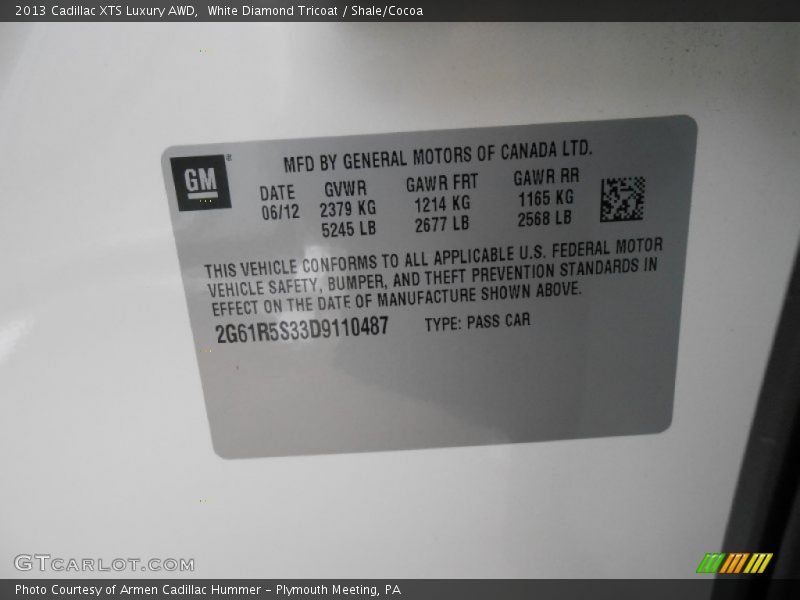 2013 Cadillac XTS Luxury AWD,  White Diamond Tricoat / Shale/Cocoa
GM®
MFD BY GENERAL MOTORS OF CANADA LTD.
DATE GVWR GAWR FRT GAWR RR
06/12 2379 KG 1214 KG 1165 KG
5245 LB 2677 LB 2568 LB
THIS VEHICLE CONFORMS TO ALL APPLICABLE U.S. FEDERAL MOTOR
VEHICLE SAFETY, BUMPER, AND THEFT PREVENTION STANDARDS IN
EFFECT ON THE DATE OF MANUFACTURE SHOWN ABOVE.
2G61R5S33D9110487 TYPE: PASS CAR
GTCARLOT.COM
Photo Courtesy of Armen Cadillac Hummer – Plymouth Meeting, PA